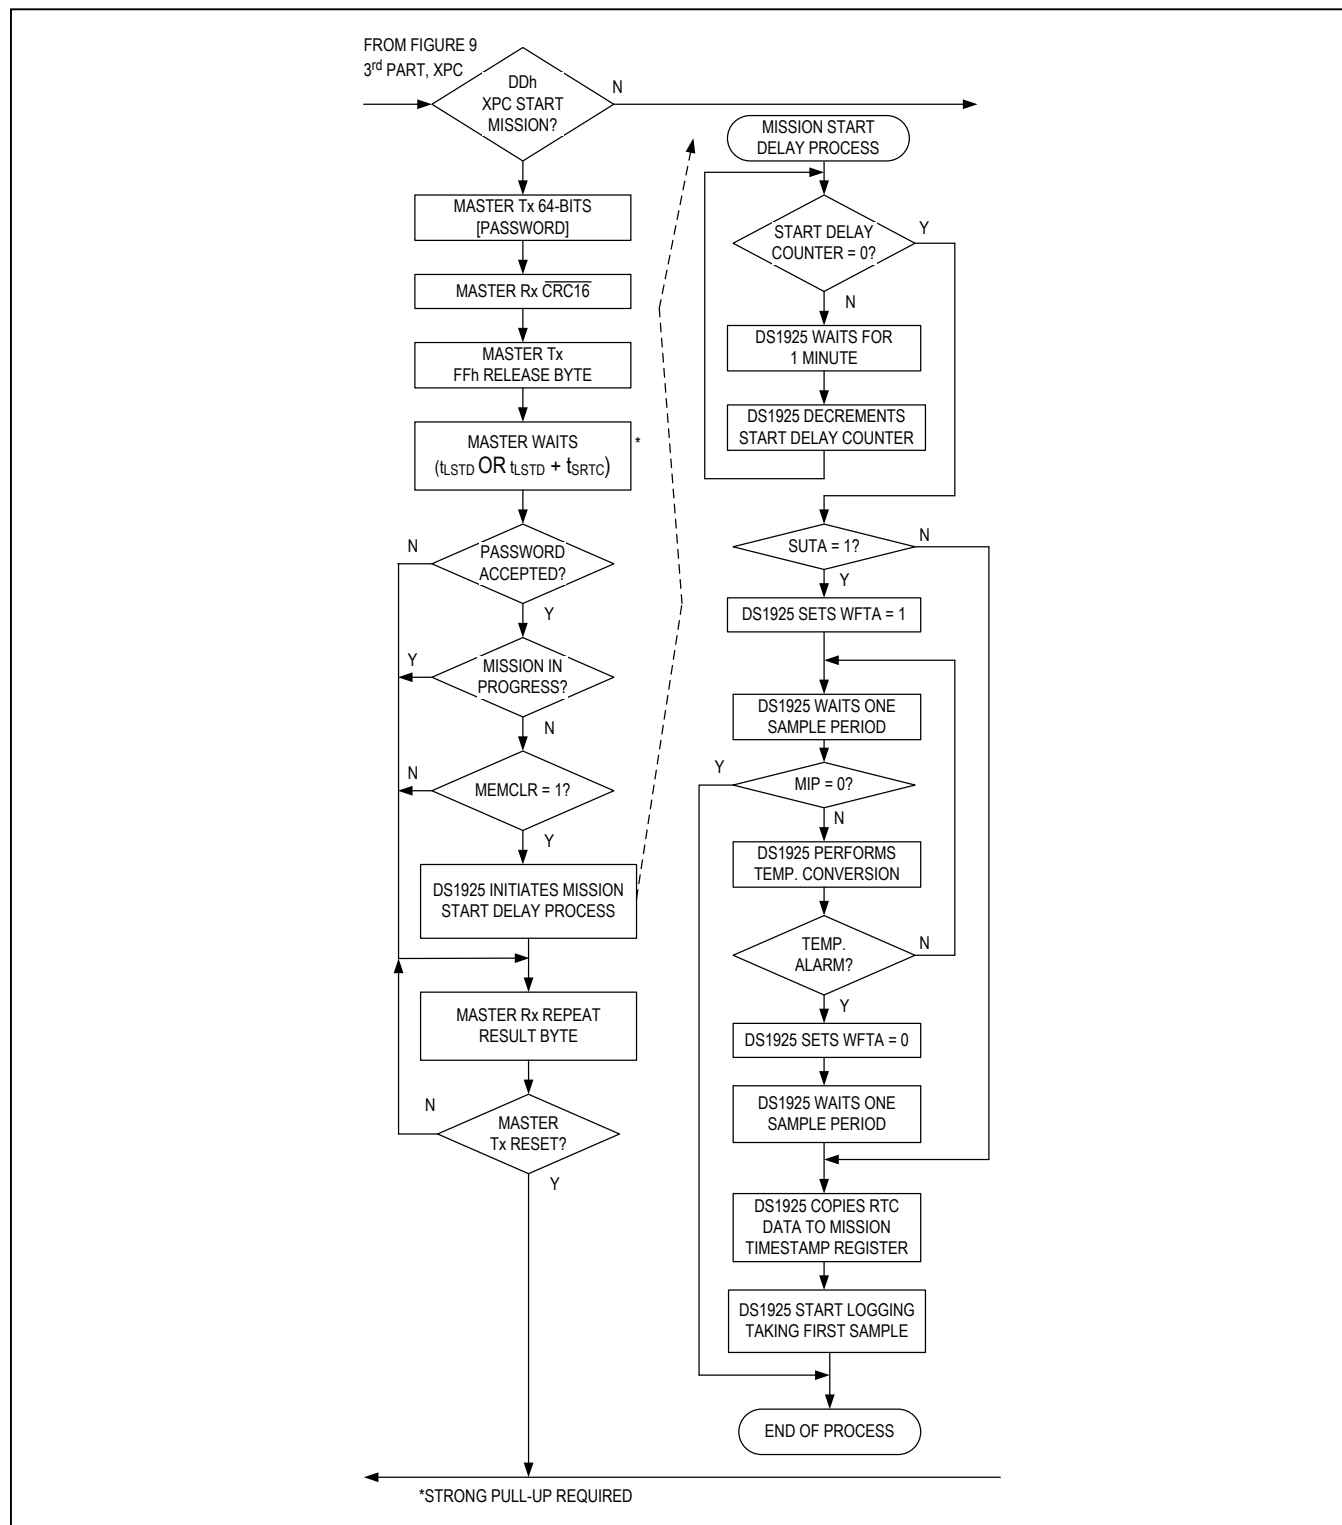 FROM FIGURE 9
3rd PART, XPC
DDh
XPC START
MISSION?
N
MASTER Tx 64-BITS
[PASSWORD]
MASTER Rx CRC16
MASTER Tx
FFh RELEASE BYTE
MASTER WAITS
(tLSTD OR tLSTD + tSRTC)
*
PASSWORD
ACCEPTED?
N
Y
MISSION IN
PROGRESS?
Y
N
MEMCLR = 1?
N
Y
DS1925 INITIATES MISSION
START DELAY PROCESS
MASTER Rx REPEAT
RESULT BYTE
MASTER
Tx RESET?
N
Y
MISSION START
DELAY PROCESS
START DELAY
COUNTER = 0?
Y
N
DS1925 WAITS FOR
1 MINUTE
DS1925 DECREMENTS
START DELAY COUNTER
SUTA = 1?
N
Y
DS1925 SETS WFTA = 1
DS1925 WAITS ONE
SAMPLE PERIOD
MIP = 0?
Y
N
DS1925 PERFORMS
TEMP. CONVERSION
TEMP.
ALARM?
N
Y
DS1925 SETS WFTA = 0
DS1925 WAITS ONE
SAMPLE PERIOD
DS1925 COPIES RTC
DATA TO MISSION
TIMESTAMP REGISTER
DS1925 START LOGGING
TAKING FIRST SAMPLE
END OF PROCESS
*STRONG PULL-UP REQUIRED